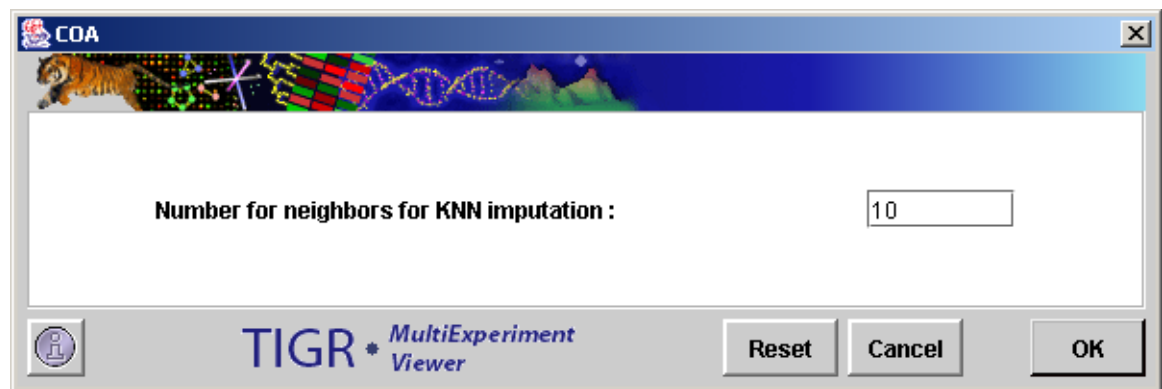 COA
Number for neighbors for KNN imputation :
10
TIGR * MultiExperiment
Viewer
Reset
Cancel
OK